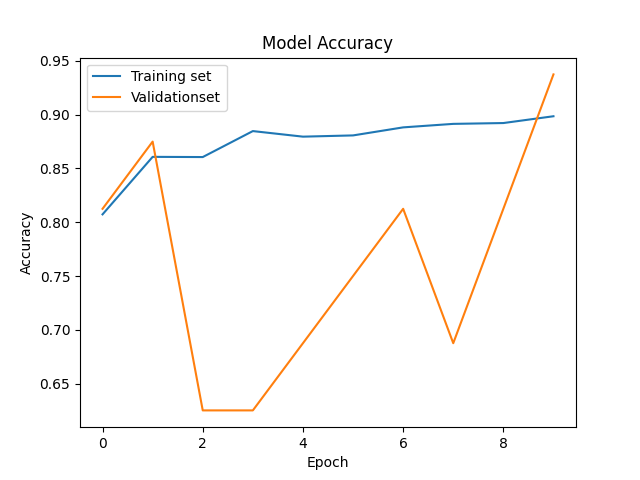 Model Accuracy
Training set
Validationset
0.95
0.90
0.85
0.80
0.75
0.70
0.65
Accuracy
0 2 4 6 8
Epoch